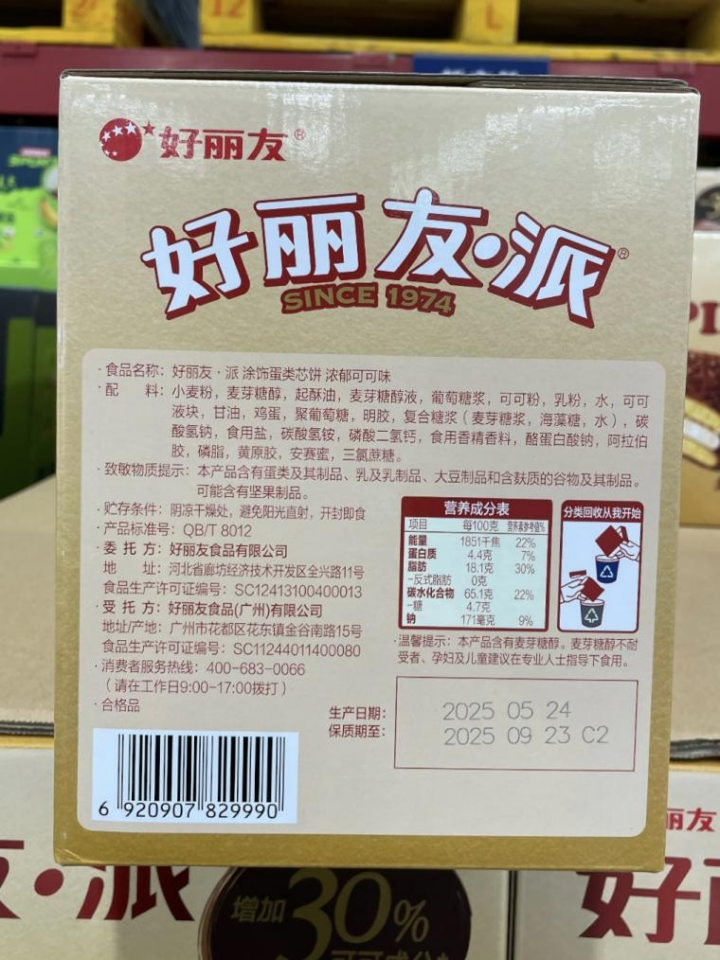 12
L
好丽友®
好丽友·派®
SINCE 1974
·食品名称：好丽友·派 涂饰蛋类芯饼 浓郁可可味
·配 料：小麦粉，麦芽糖醇，起酥油，麦芽糖醇液，葡萄糖浆，可可粉，乳粉，水，可可
液块，甘油，鸡蛋，聚葡萄糖，明胶，复合糖浆（麦芽糖浆，海藻糖，水），碳
酸氢钠，食用盐，碳酸氢铵，磷酸二氢钙，食用香精香料，酪蛋白酸钠，阿拉伯
胶，磷脂，黄原胶，安赛蜜，三氯蔗糖。
·致敏物质提示：本产品含有蛋类及其制品、乳及乳制品、大豆制品和含麸质的谷物及其制品。
可能含有坚果制品。
·贮存条件：阴凉干燥处，避免阳光直射，开封即食
·产品标准号：QB/T 8012
·委 托 方：好丽友食品有限公司
地 址：河北省廊坊经济技术开发区全兴路11号
食品生产许可证编号：SC12413100400013
·受 托 方：好丽友食品(广州)有限公司
地址/产地：广州市花都区花东镇金谷南路15号
食品生产许可证编号：SC11244011400080
·消费者服务热线：400-683-0066
（请在工作日9:00-17:00拨打）
·合格品
营养成分表
项目 每100克 营养素参考值%
能量 1851千焦 22%
蛋白质 4.4克 7%
脂肪 18.1克 30%
-反式脂肪 0克
碳水化合物 65.1克 22%
-糖 4.7克
钠 171毫克 9%
分类回收从我开始
·温馨提示：本产品含有麦芽糖醇。麦芽糖醇不耐
受者、孕妇及儿童建议在专业人士指导下食用。
生产日期：2025 05 24
保质期至：2025 09 23 C2
6 920907 829990
友·派
增加30%
可可成分
丽友
好